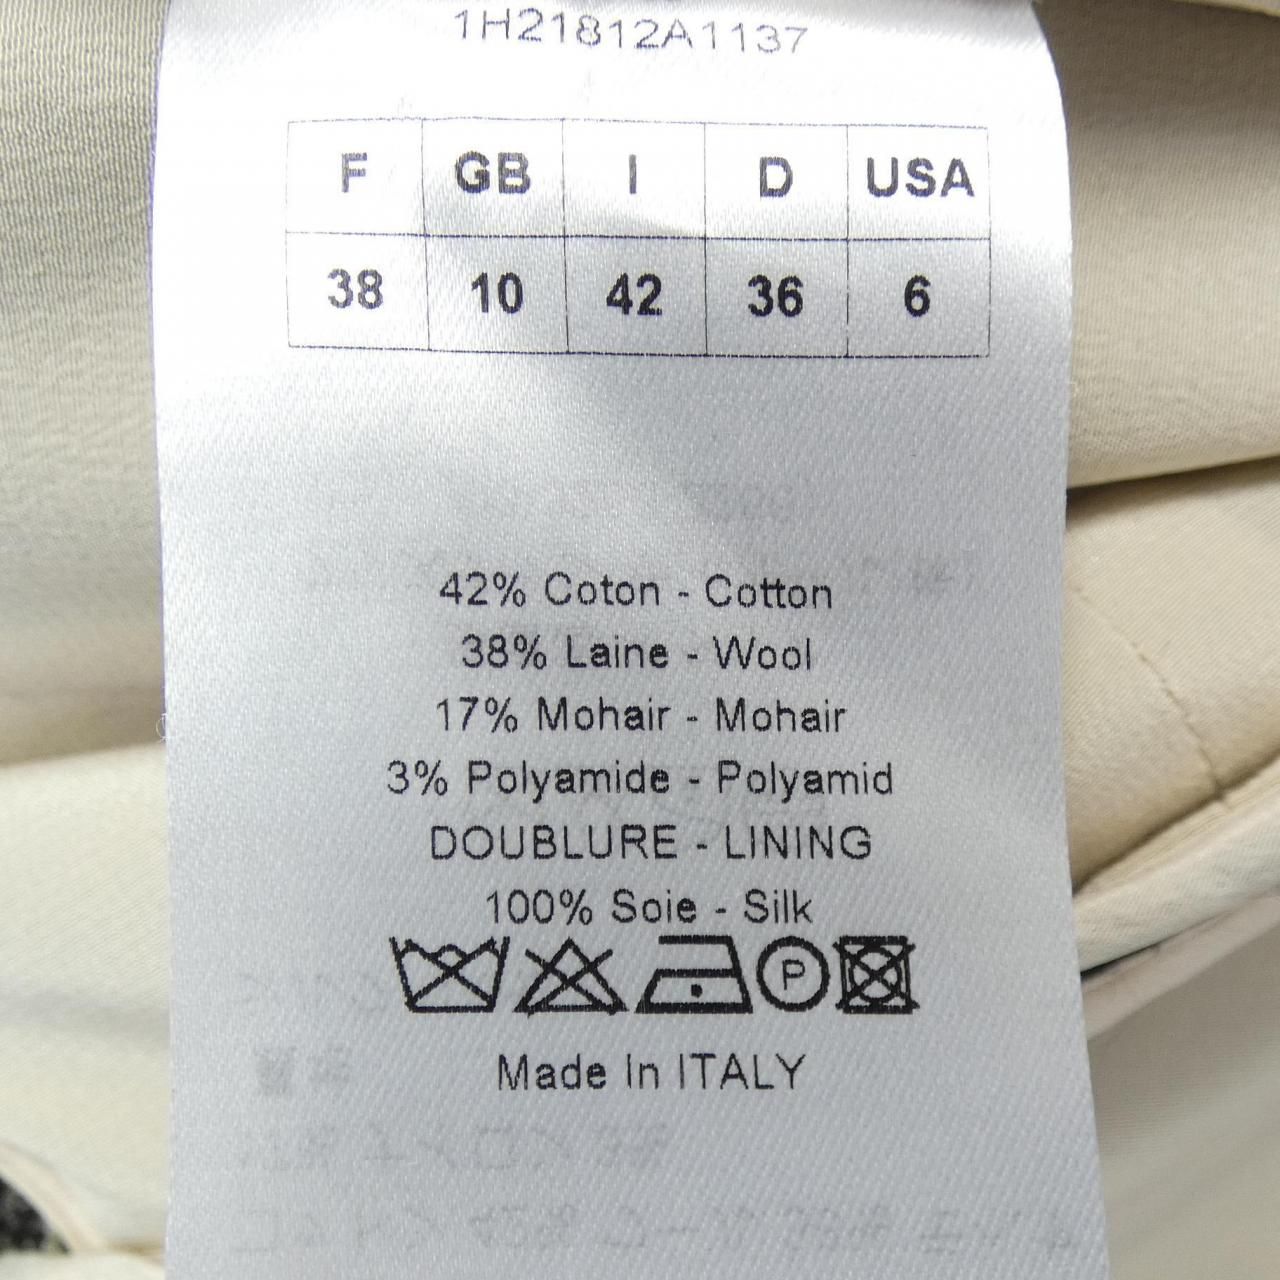 1H21812A1137
F GB I D USA
38 10 42 36 6
42% Coton - Cotton
38% Laine - Wool
17% Mohair - Mohair
3% Polyamide - Polyamid
DOUBLURE - LINING
100% Soie - Silk
P
Made in ITALY